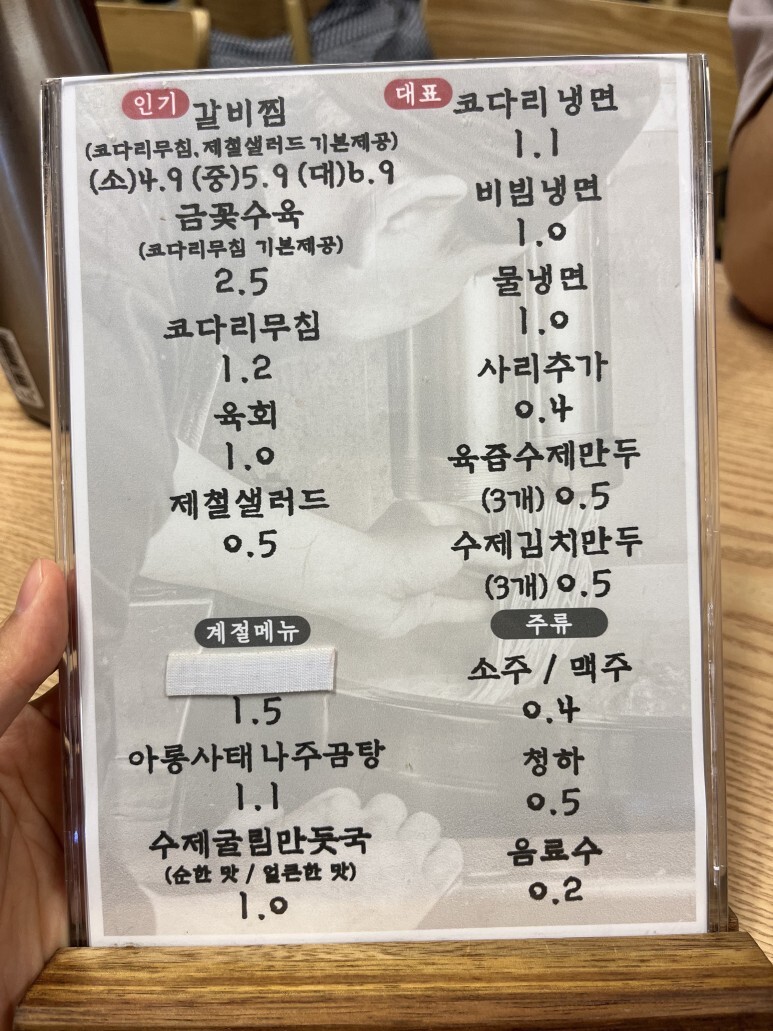 인기 갈비찜
(코다리무침, 제철샐러드 기본제공)
(소)4.9 (중)5.9 (대)6.9
금꽃수육
(코다리무침 기본제공)
2.5
코다리무침
1.2
육회
1.0
제철샐러드
0.5
계절메뉴
1.5
아롱사태 나주곰탕
1.1
수제굴림만둣국
(순한 맛 / 얼큰한 맛)
1.0
대표 코다리냉면
1.1
비빔냉면
1.0
물냉면
1.0
사리추가
0.4
육즙수제만두
(3개) 0.5
수제김치만두
(3개) 0.5
주류
소주 / 맥주
0.4
청하
0.5
음료수
0.2